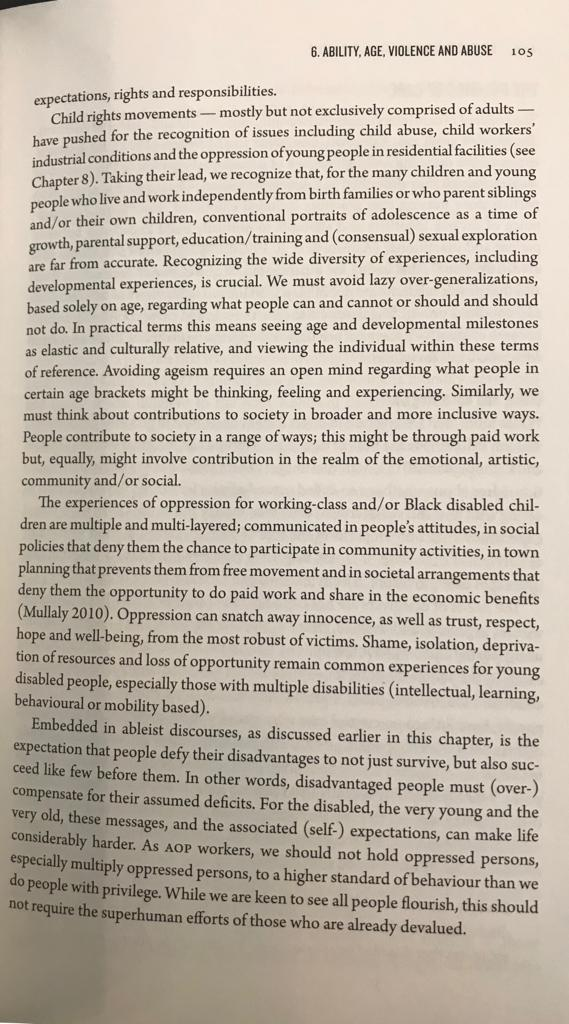 6. ABILITY, AGE, VIOLENCE AND ABUSE 105
expectations, rights and responsibilities.
Child rights movements — mostly but not exclusively comprised of adults —
have pushed for the recognition of issues including child abuse, child workers'
industrial conditions and the oppression of young people in residential facilities (see
Chapter 8). Taking their lead, we recognize that, for the many children and young
people who live and work independently from birth families or who parent siblings
and/or their own children, conventional portraits of adolescence as a time of
growth, parental support, education/training and (consensual) sexual exploration
are far from accurate. Recognizing the wide diversity of experiences, including
developmental experiences, is crucial. We must avoid lazy over-generalizations,
based solely on age, regarding what people can and cannot or should and should
not do. In practical terms this means seeing age and developmental milestones
as elastic and culturally relative, and viewing the individual within these terms
of reference. Avoiding ageism requires an open mind regarding what people in
certain age brackets might be thinking, feeling and experiencing. Similarly, we
must think about contributions to society in broader and more inclusive ways.
People contribute to society in a range of ways; this might be through paid work
but, equally, might involve contribution in the realm of the emotional, artistic,
community and/or social.
The experiences of oppression for working-class and/or Black disabled chil-
dren are multiple and multi-layered; communicated in people's attitudes, in social
policies that deny them the chance to participate in community activities, in town
planning that prevents them from free movement and in societal arrangements that
deny them the opportunity to do paid work and share in the economic benefits
(Mullaly 2010). Oppression can snatch away innocence, as well as trust, respect,
hope and well-being, from the most robust of victims. Shame, isolation, depriva-
tion of resources and loss of opportunity remain common experiences for young
disabled people, especially those with multiple disabilities (intellectual, learning,
behavioural or mobility based).
Embedded in ableist discourses, as discussed earlier in this chapter, is the
expectation that people defy their disadvantages to not just survive, but also suc-
ceed like few before them. In other words, disadvantaged people must (over-)
compensate for their assumed deficits. For the disabled, the very young and the
very old, these messages, and the associated (self-) expectations, can make life
considerably harder. As AOP workers, we should not hold oppressed persons,
especially multiply oppressed persons, to a higher standard of behaviour than we
do people with privilege. While we are keen to see all people flourish, this should
not require the superhuman efforts of those who are already devalued.